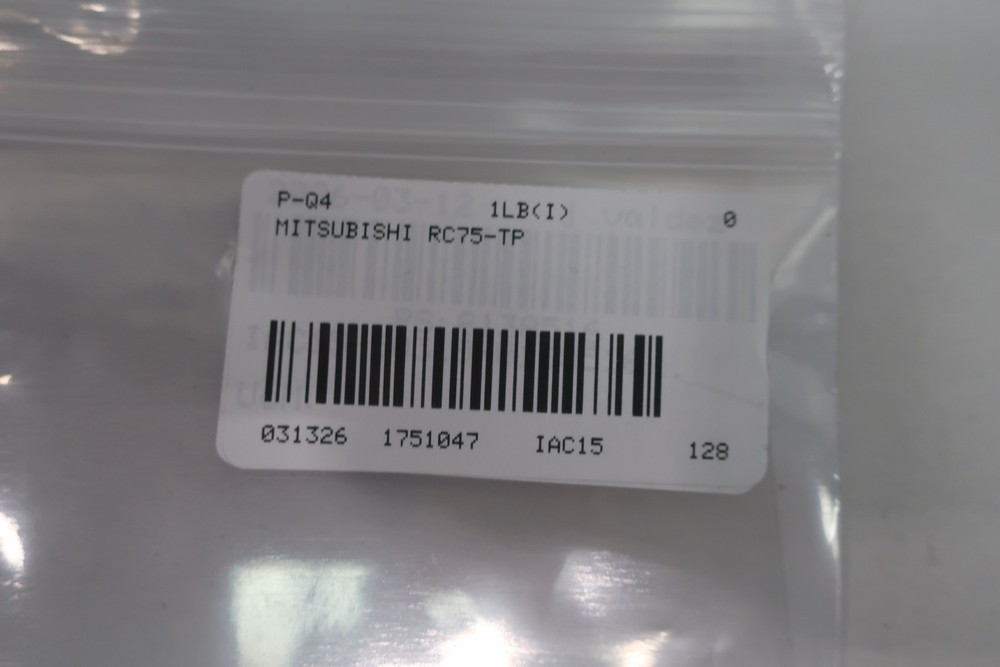 P-Q4 1LB(I) 0
MITSUBISHI RC75-TP
031326 1751047 IAC15 128